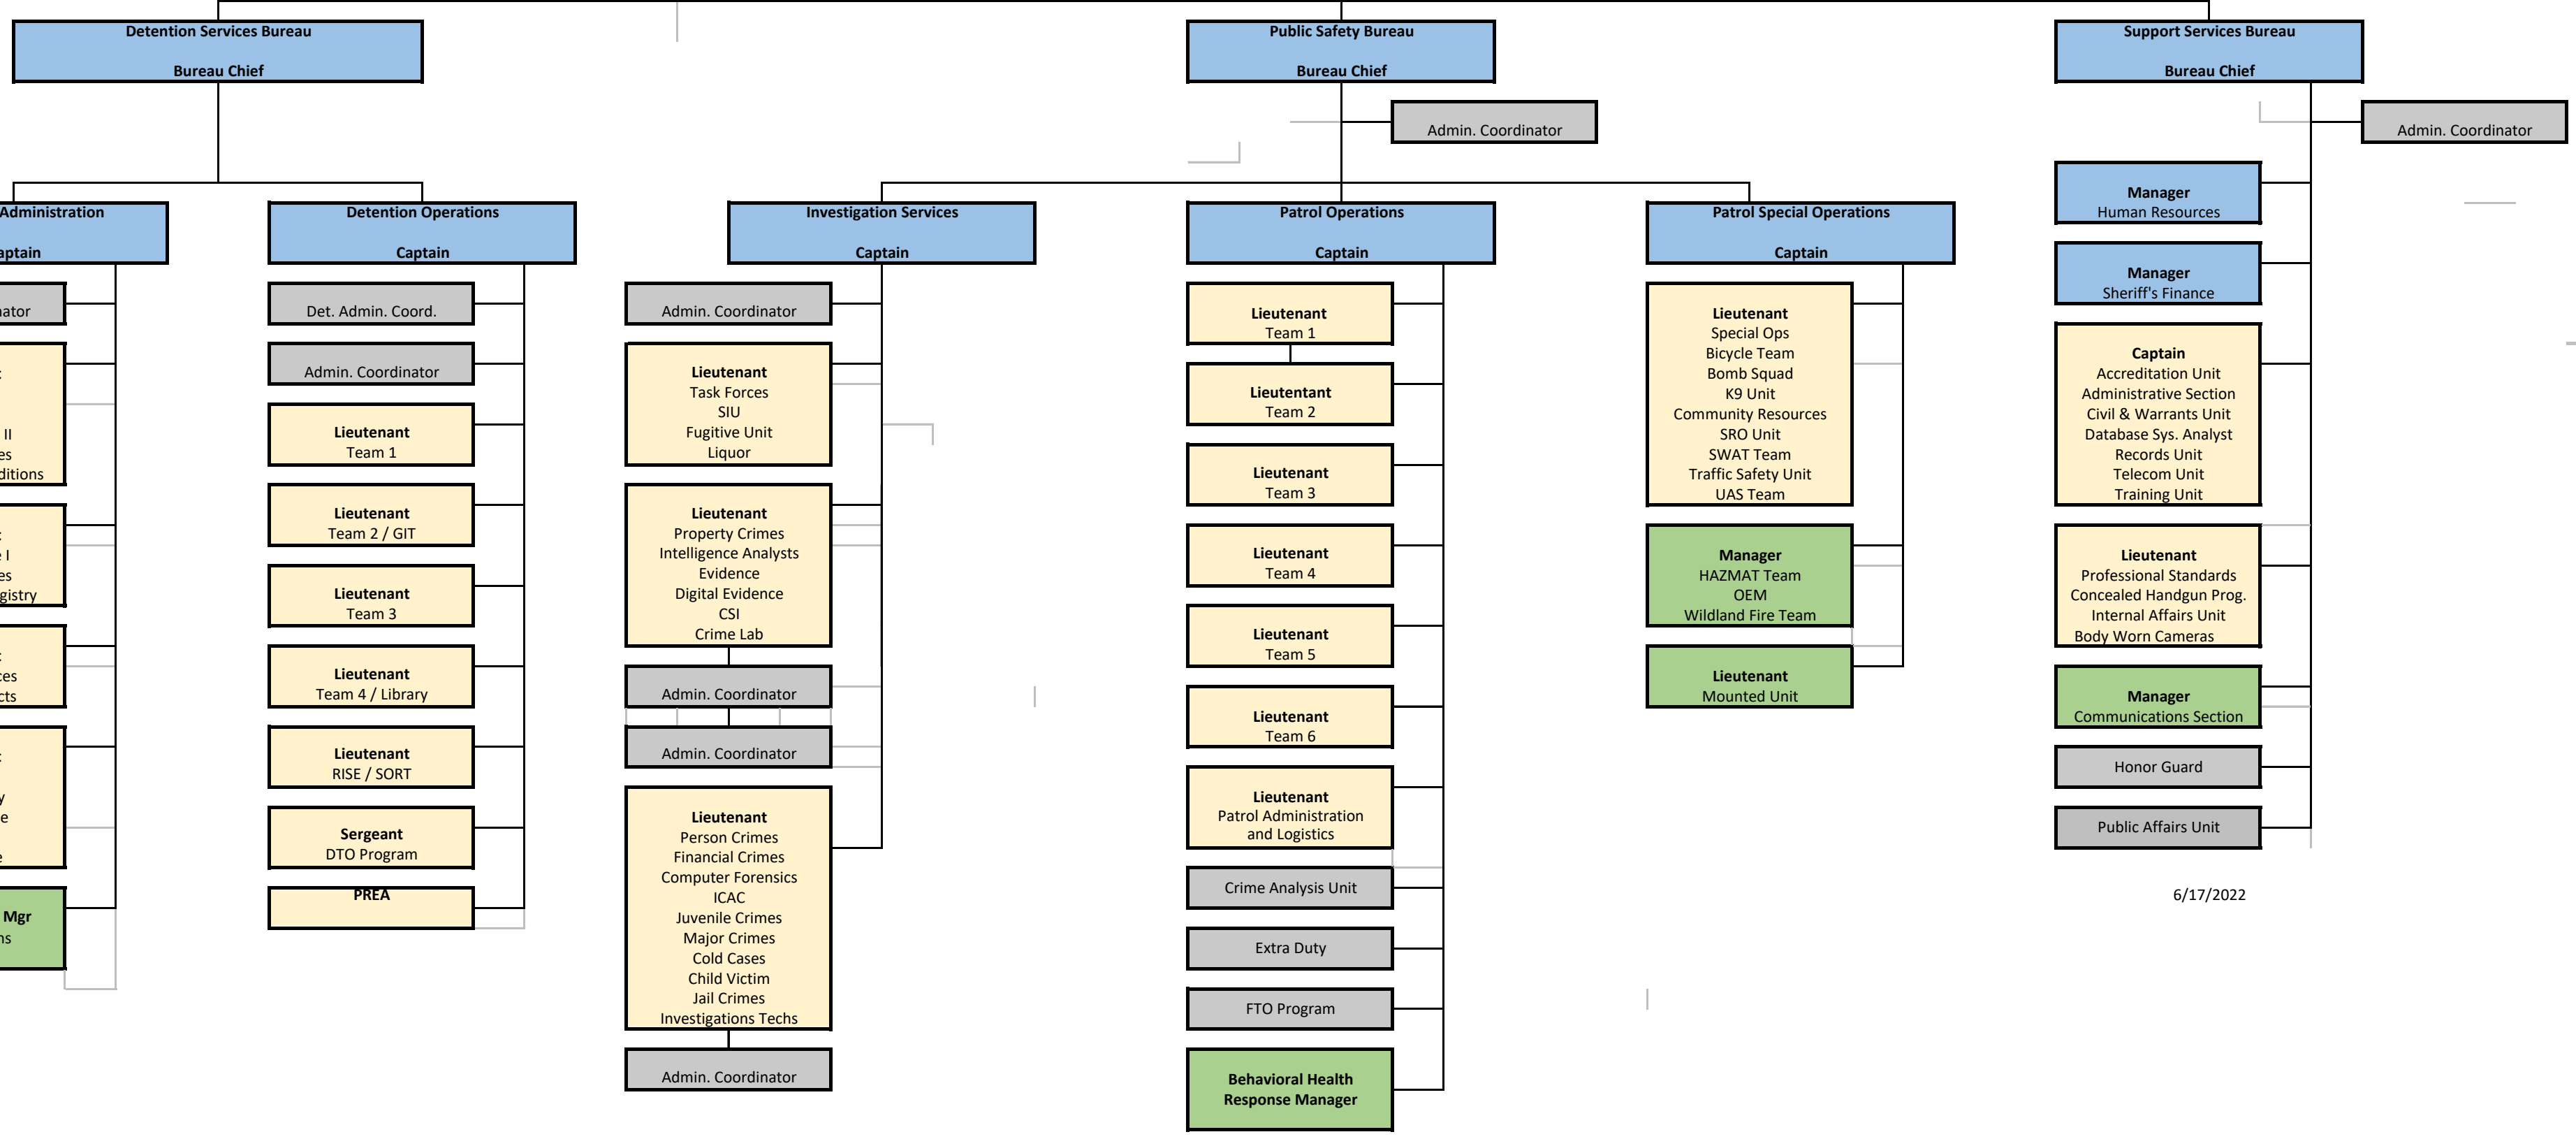 Detention Services Bureau
Bureau Chief
Public Safety Bureau
Bureau Chief
Support Services Bureau
Bureau Chief
Admin. Coordinator
Admin. Coordinator
Administration
Detention Operations
Captain
Det. Admin. Coord.
Admin. Coordinator
Lieutenant
Team 1
Lieutenant
Team 2 / GIT
Lieutenant
Team 3
Lieutenant
Team 4 / Library
Lieutenant
RISE / SORT
Sergeant
DTO Program
PREA
II
I
Mgr
Investigation Services
Captain
Admin. Coordinator
Lieutenant
Task Forces
SIU
Fugitive Unit
Liquor
Lieutenant
Property Crimes
Intelligence Analysts
Evidence
Digital Evidence
CSI
Crime Lab
Admin. Coordinator
Admin. Coordinator
Lieutenant
Person Crimes
Financial Crimes
Computer Forensics
ICAC
Juvenile Crimes
Major Crimes
Cold Cases
Child Victim
Jail Crimes
Investigations Techs
Admin. Coordinator
Patrol Operations
Captain
Lieutenant
Team 1
Lieutentant
Team 2
Lieutenant
Team 3
Lieutenant
Team 4
Lieutenant
Team 5
Lieutenant
Team 6
Lieutenant
Patrol Administration
and Logistics
Crime Analysis Unit
Extra Duty
FTO Program
Behavioral Health
Response Manager
Patrol Special Operations
Captain
Lieutenant
Special Ops
Bicycle Team
Bomb Squad
K9 Unit
Community Resources
SRO Unit
SWAT Team
Traffic Safety Unit
UAS Team
Manager
HAZMAT Team
OEM
Wildland Fire Team
Lieutenant
Mounted Unit
Manager
Human Resources
Manager
Sheriff's Finance
Captain
Accreditation Unit
Administrative Section
Civil & Warrants Unit
Database Sys. Analyst
Records Unit
Telecom Unit
Training Unit
Lieutenant
Professional Standards
Concealed Handgun Prog.
Internal Affairs Unit
Body Worn Cameras
Manager
Communications Section
Honor Guard
Public Affairs Unit
6/17/2022